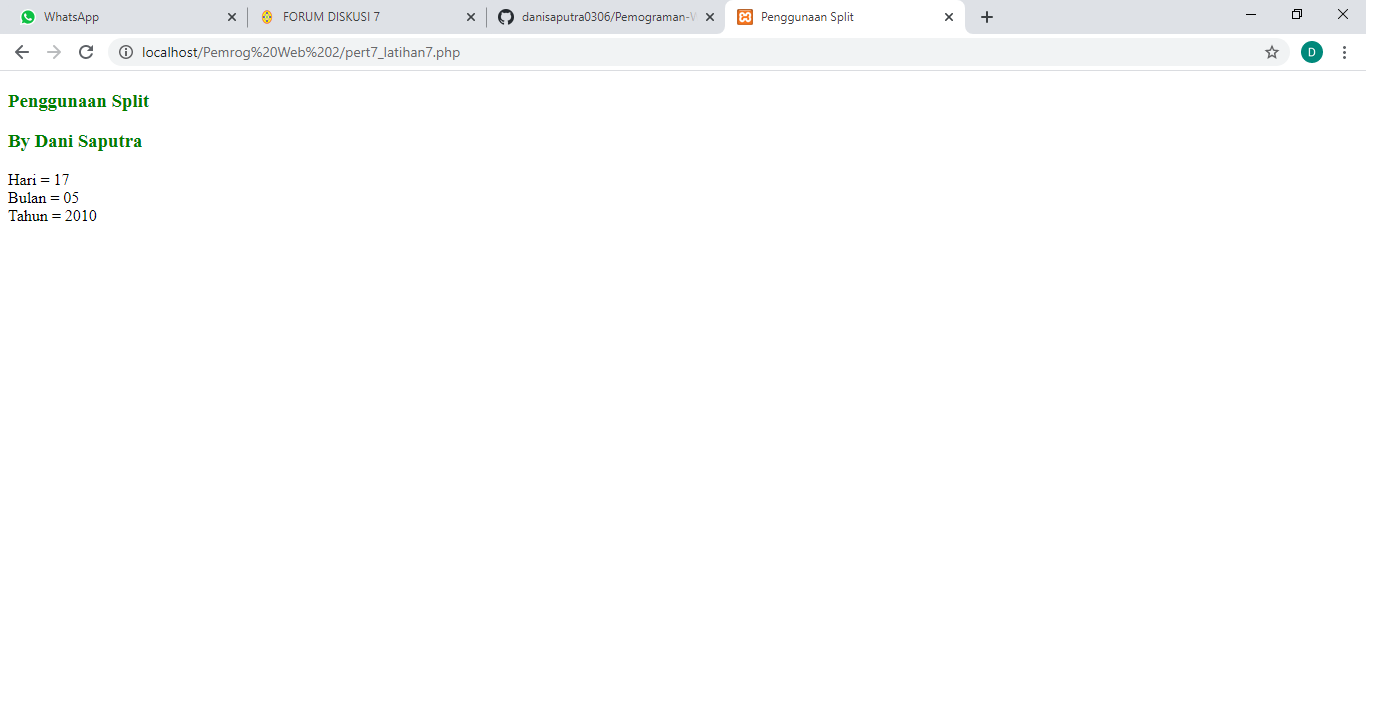 WhatsApp
FORUM DISKUSI 7
danisaputra0306/Pemograman-W
Penggunaan Split
localhost/Pemrog%20Web%202/pert7_latihan7.php
D
Penggunaan Split
By Dani Saputra
Hari = 17
Bulan = 05
Tahun = 2010